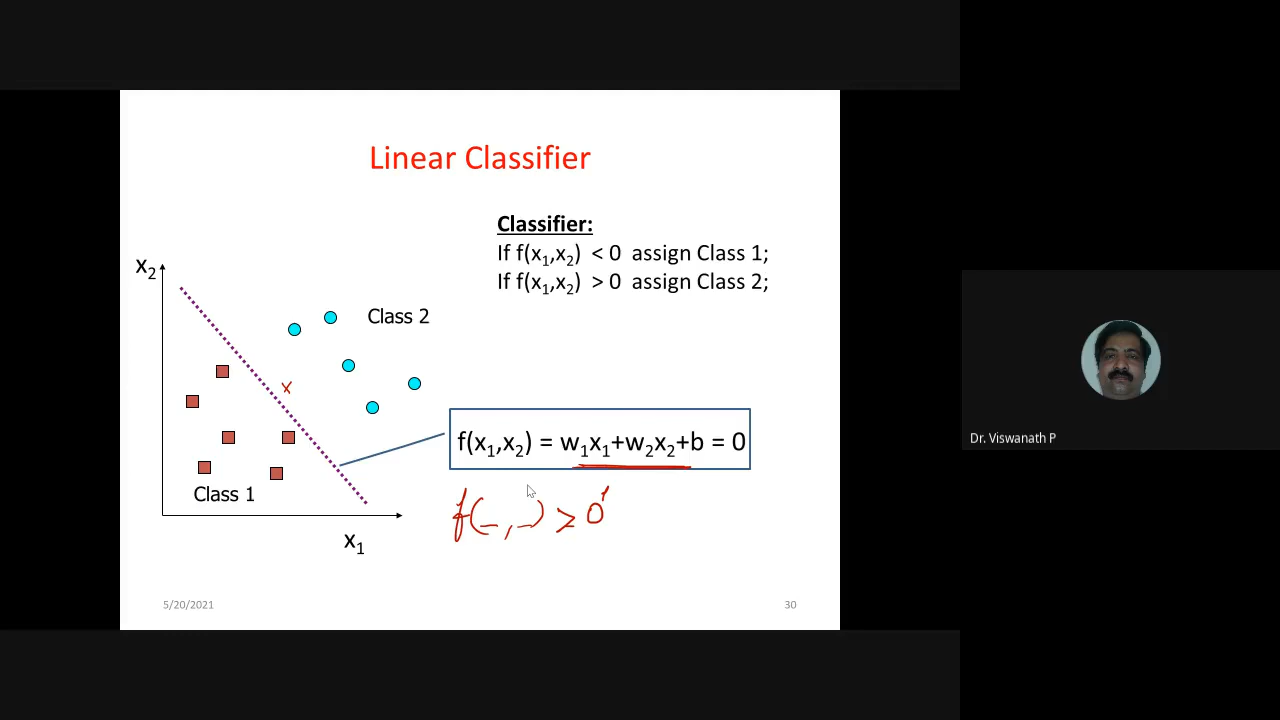 Linear Classifier
Classifier:
If f(x₁,x₂) < 0 assign Class 1;
If f(x₁,x₂) > 0 assign Class 2;
x₂
Class 2
x
f(x₁,x₂) = w₁x₁+w₂x₂+b = 0
Class 1
f(_,_) > 0
x₁
5/20/2021
30
Dr. Viswanath P